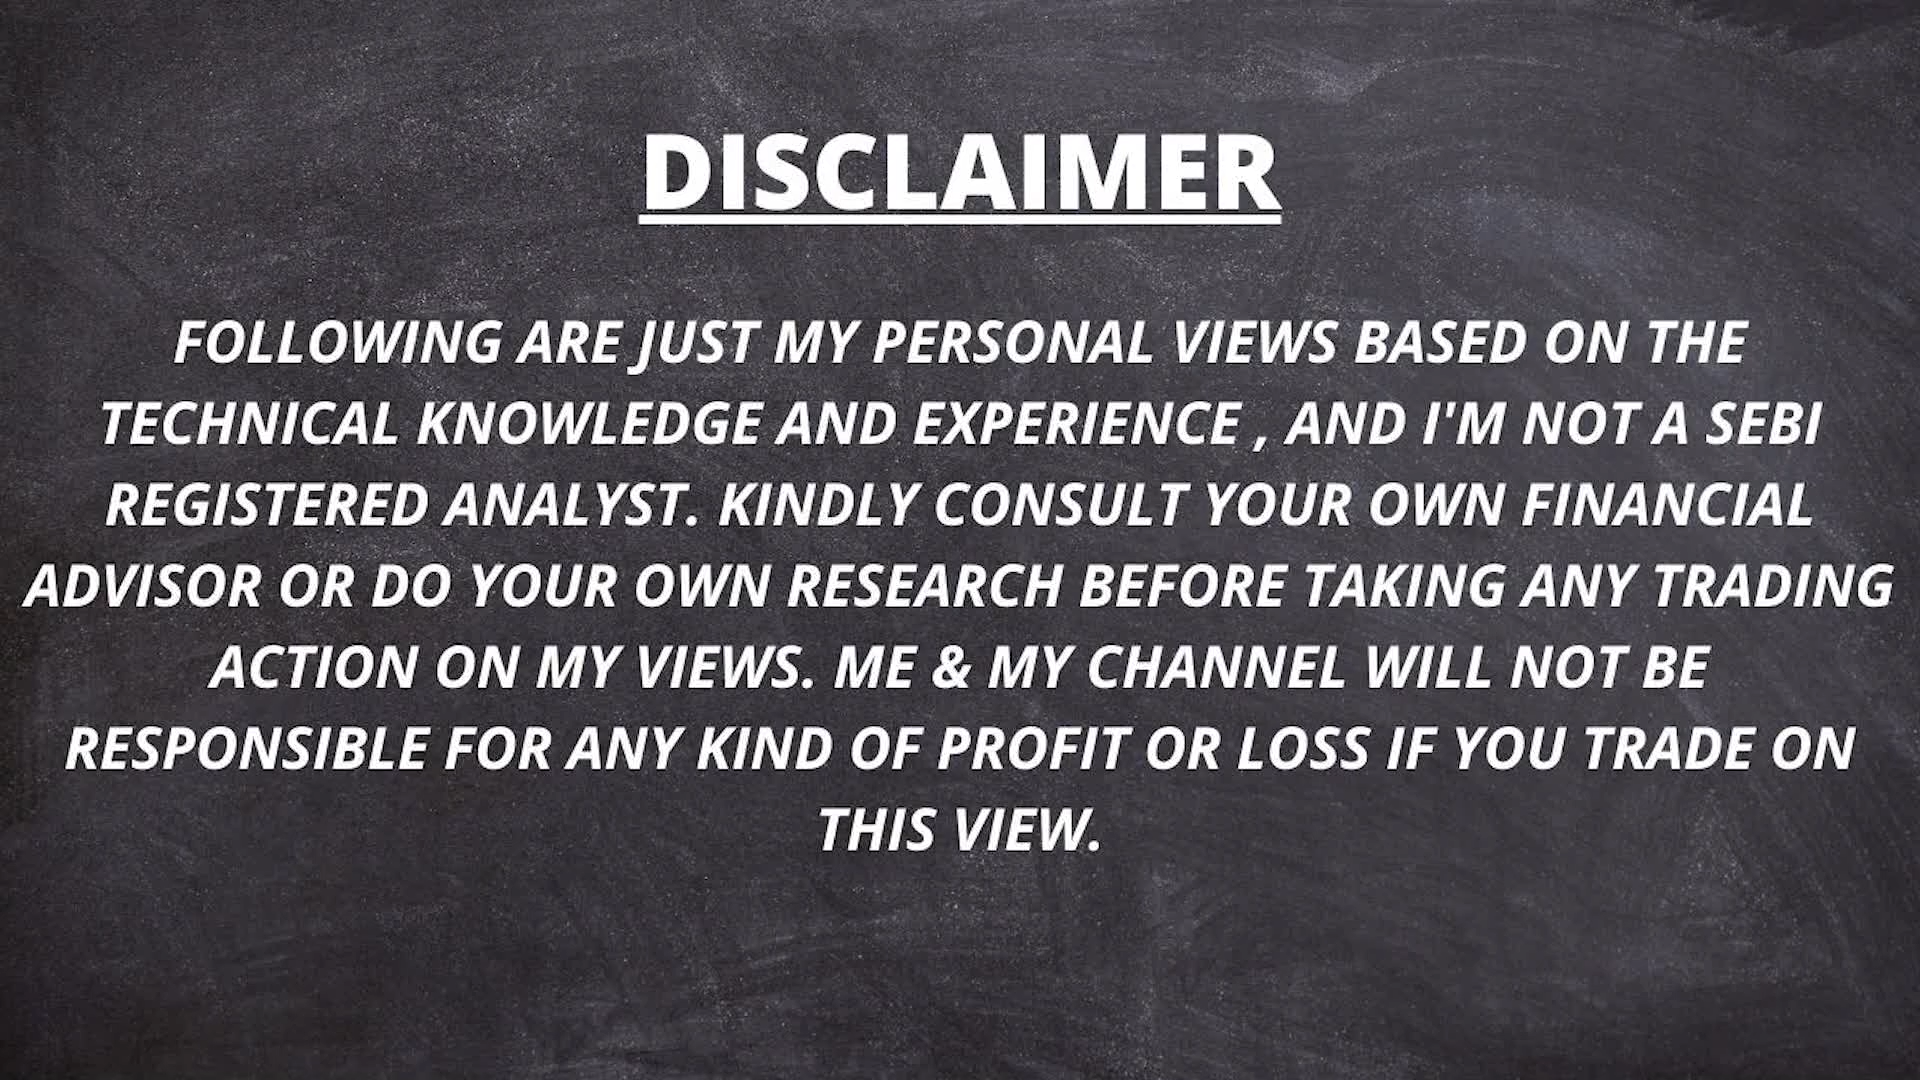 DISCLAIMER
FOLLOWING ARE JUST MY PERSONAL VIEWS BASED ON THE
TECHNICAL KNOWLEDGE AND EXPERIENCE , AND I'M NOT A SEBI
REGISTERED ANALYST. KINDLY CONSULT YOUR OWN FINANCIAL
ADVISOR OR DO YOUR OWN RESEARCH BEFORE TAKING ANY TRADING
ACTION ON MY VIEWS. ME & MY CHANNEL WILL NOT BE
RESPONSIBLE FOR ANY KIND OF PROFIT OR LOSS IF YOU TRADE ON
THIS VIEW.